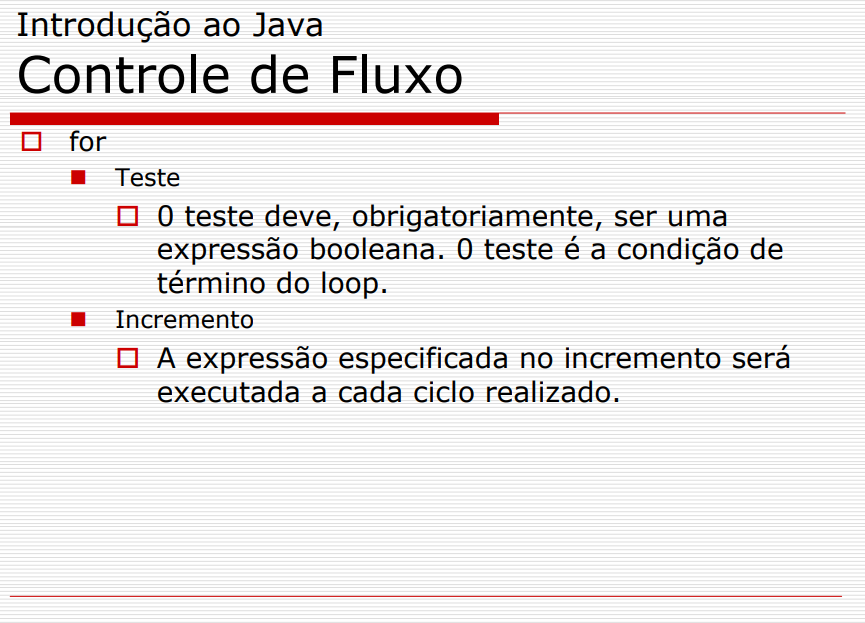 Introdução ao Java
Controle de Fluxo
for
Teste
0 teste deve, obrigatoriamente, ser uma
expressão booleana. 0 teste é a condição de
término do loop.
Incremento
A expressão especificada no incremento será
executada a cada ciclo realizado.